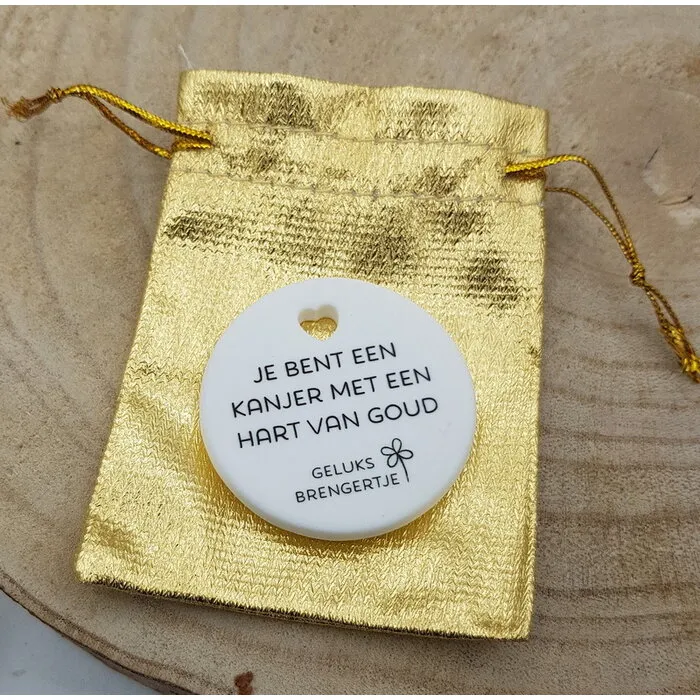 JE BENT EEN
KANJER MET EEN
HART VAN GOUD
GELUKS
BRENGERTJE